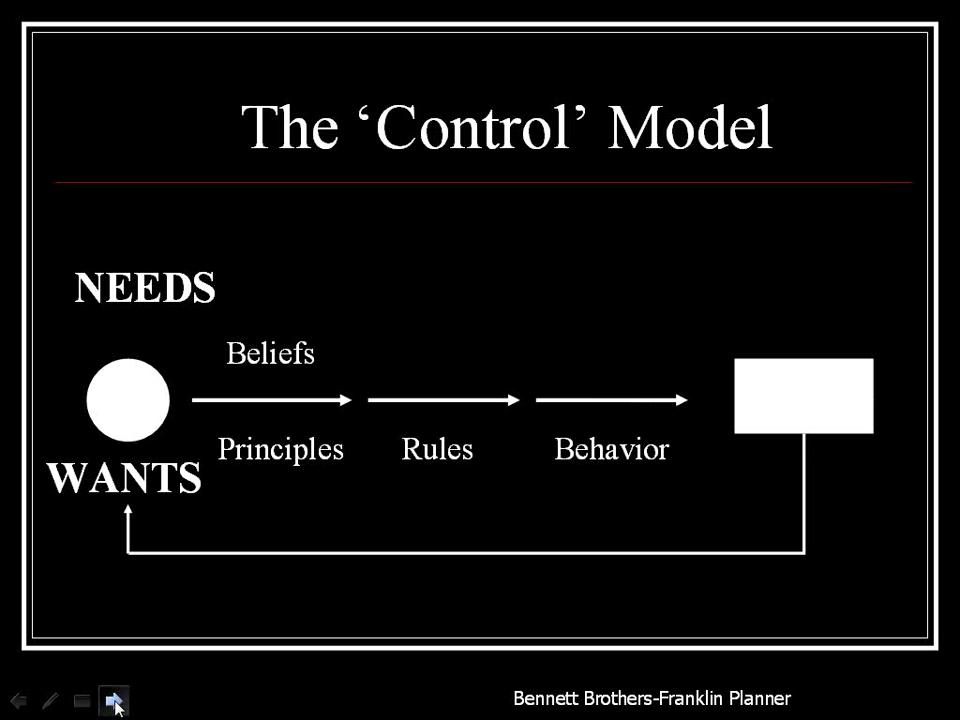 The ‘Control’ Model
NEEDS
Beliefs
Principles Rules Behavior
WANTS
Bennett Brothers-Franklin Planner